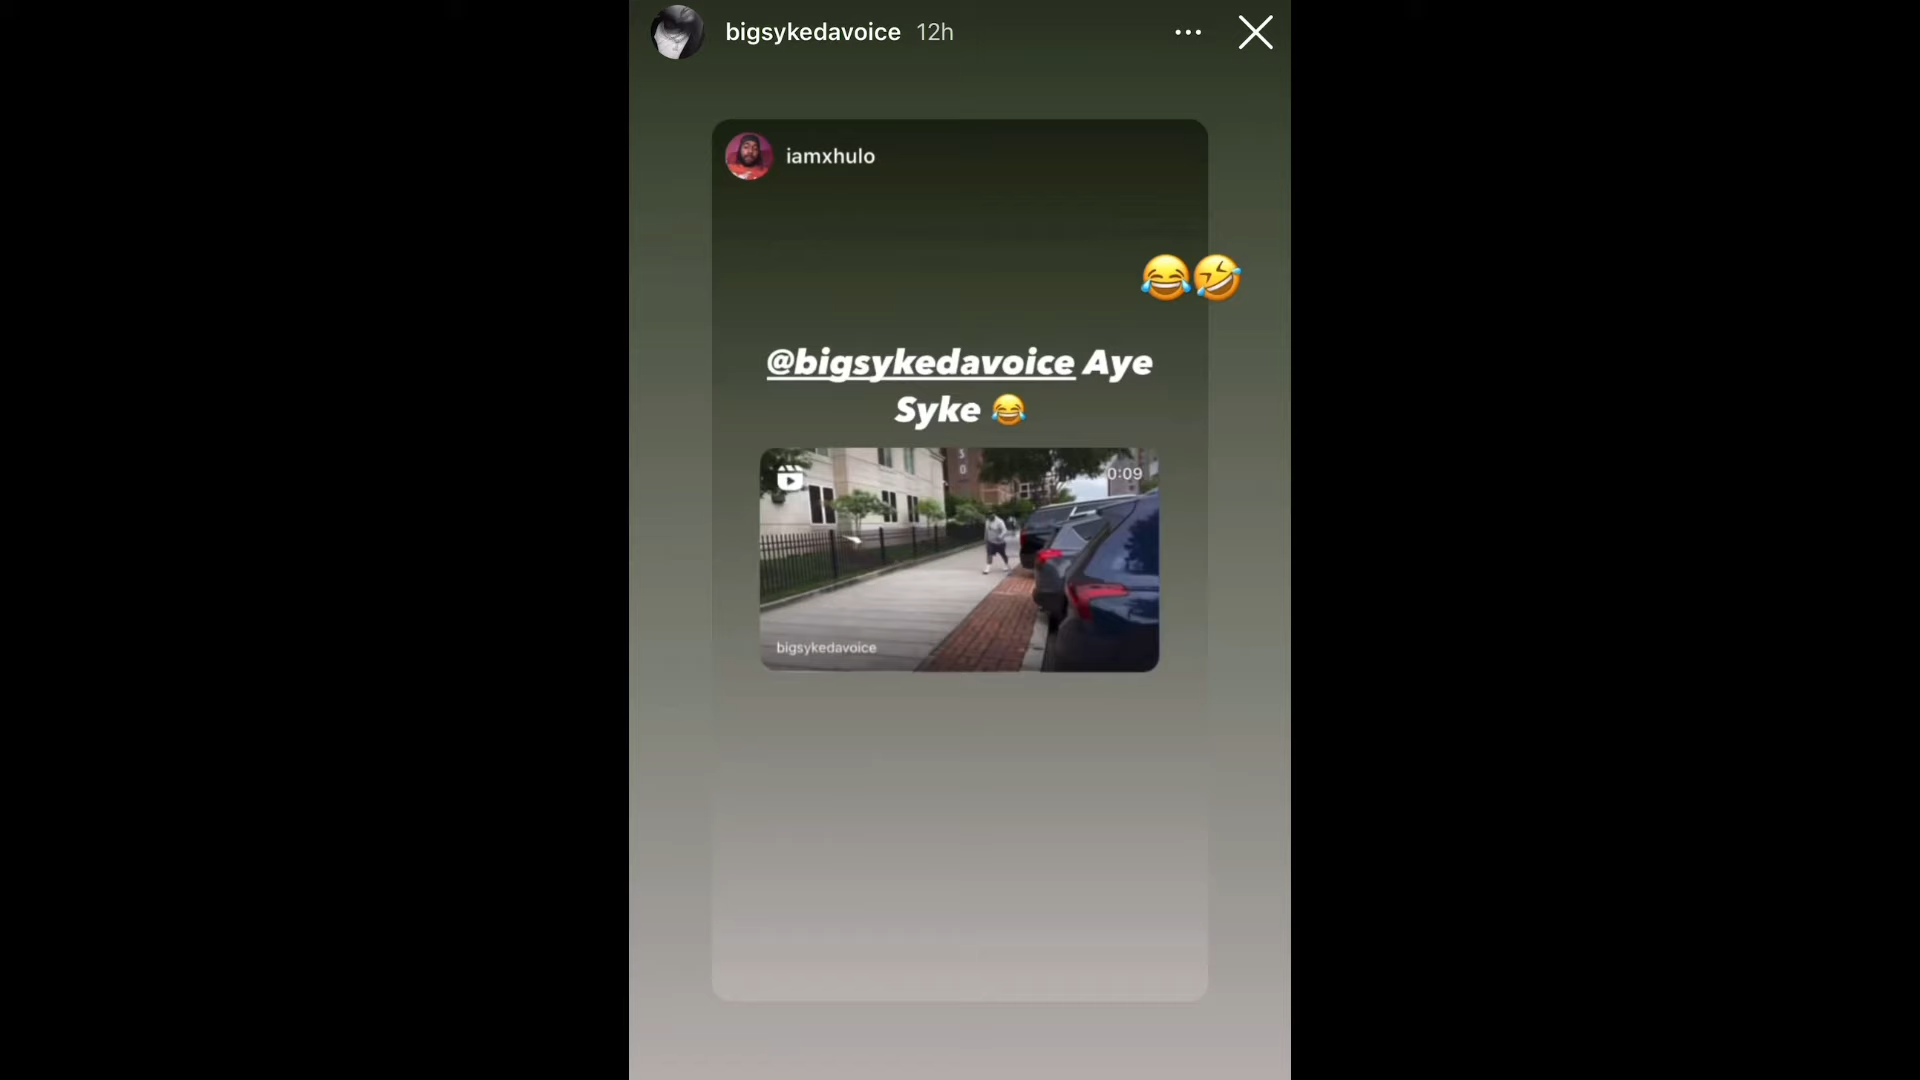 bigsykedavoice 12h
iamxhulo
😂🤣
@bigsykedavoice Aye
Syke 😂
0:09
bigsykedavoice